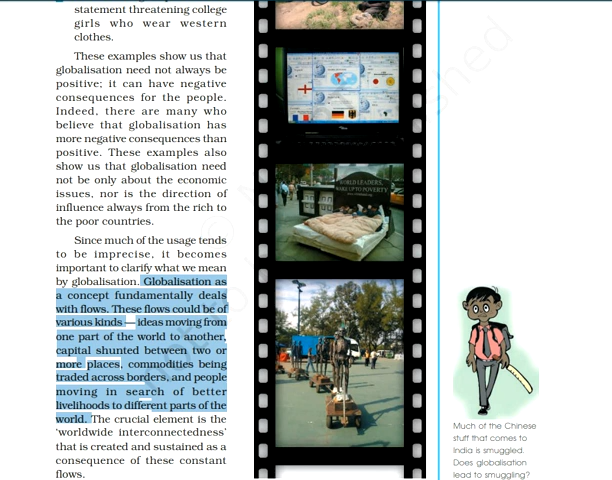 statement threatening college
girls who wear western
clothes.
These examples show us that
globalisation need not always be
positive; it can have negative
consequences for the people.
Indeed, there are many who
believe that globalisation has
more negative consequences than
positive. These examples also
show us that globalisation need
not be only about the economic
issues, nor is the direction of
influence always from the rich to
the poor countries.
Since much of the usage tends
to be imprecise, it becomes
important to clarify what we mean
by globalisation. Globalisation as
a concept fundamentally deals
with flows. These flows could be of
various kinds — ideas moving from
one part of the world to another,
capital shunted between two or
more places, commodities being
traded across borders, and people
moving in search of better
livelihoods to different parts of the
world. The crucial element is the
‘worldwide interconnectedness’
that is created and sustained as a
consequence of these constant
flows.
WORLD LEADERS,
WAKE UP TO POVERTY
Much of the Chinese
stuff that comes to
India is smuggled.
Does globalisation
lead to smuggling?